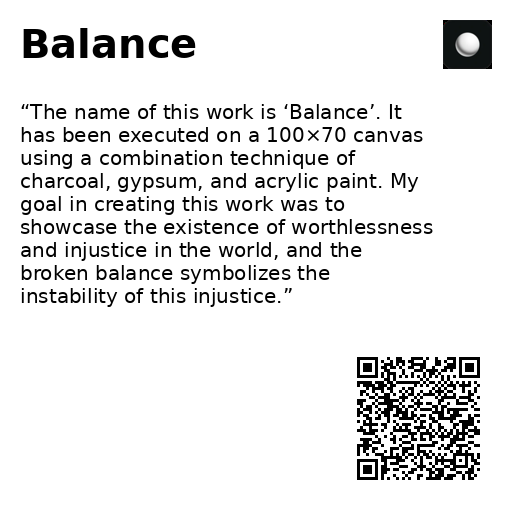 Balance
“The name of this work is ‘Balance’. It
has been executed on a 100×70 canvas
using a combination technique of
charcoal, gypsum, and acrylic paint. My
goal in creating this work was to
showcase the existence of worthlessness
and injustice in the world, and the
broken balance symbolizes the
instability of this injustice.”